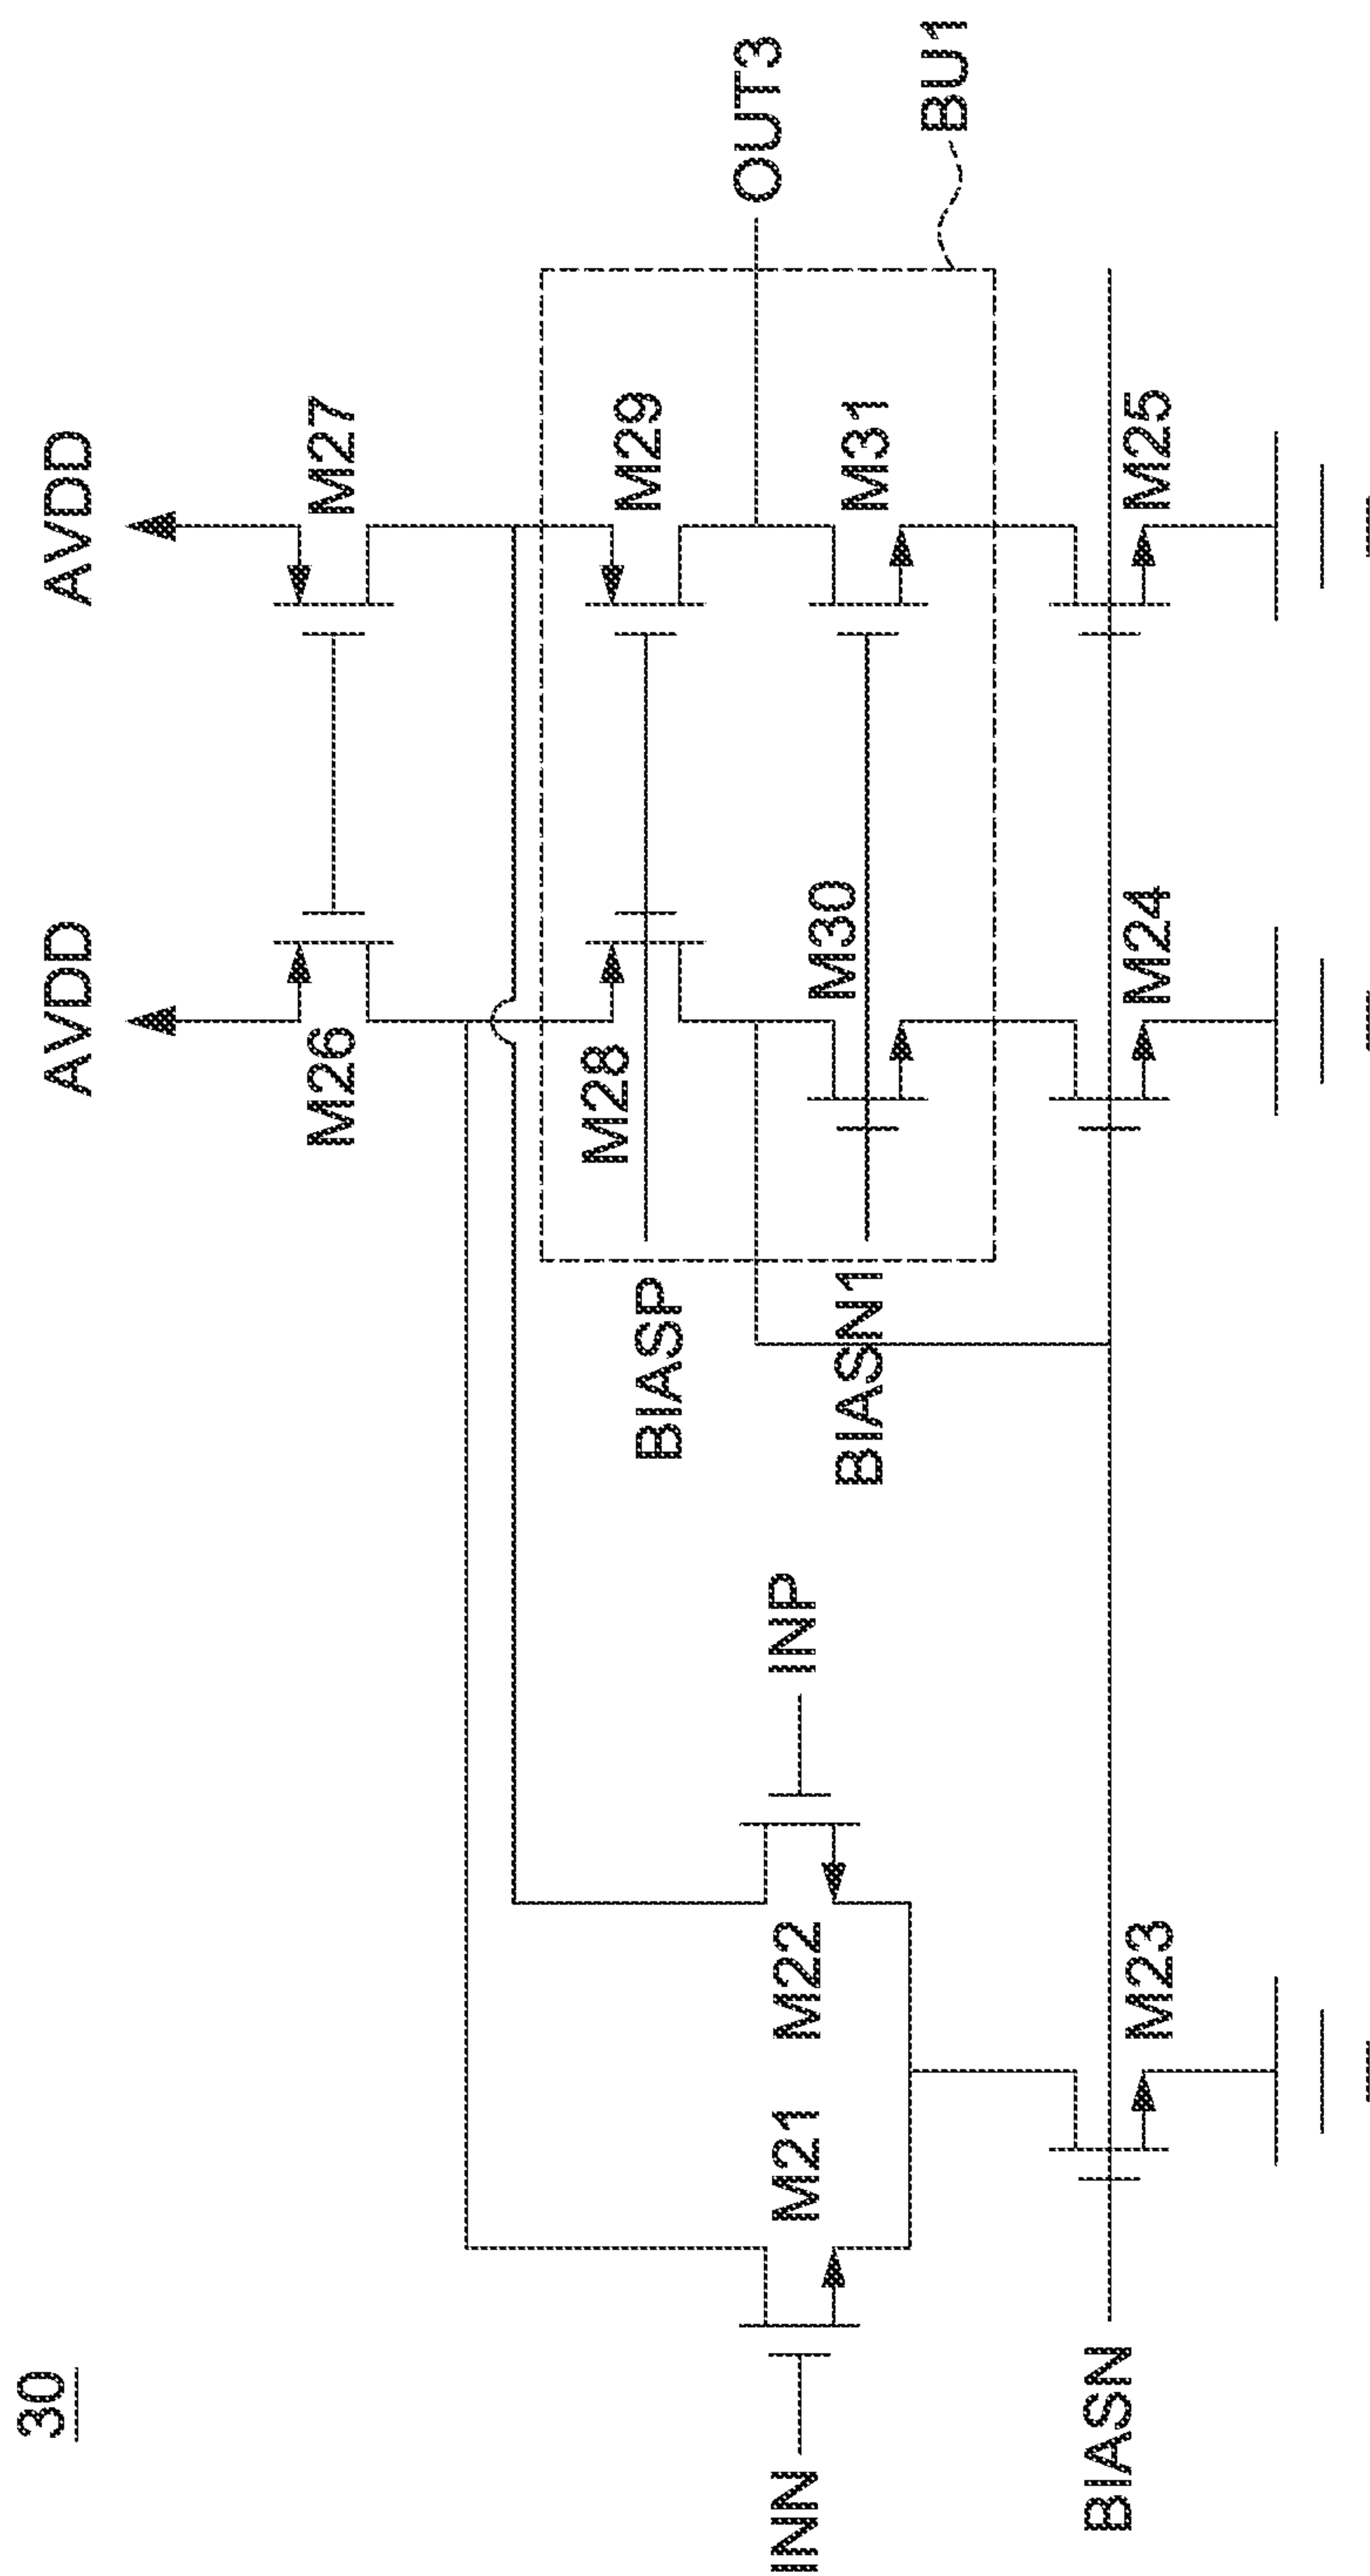 30
AVDD
AVDD
M26
M27
M28
M29
BIASP
OUT3
INN
M21
M22
INP
BIASN1
M30
M31
BU1
BIASN
M23
M24
M25